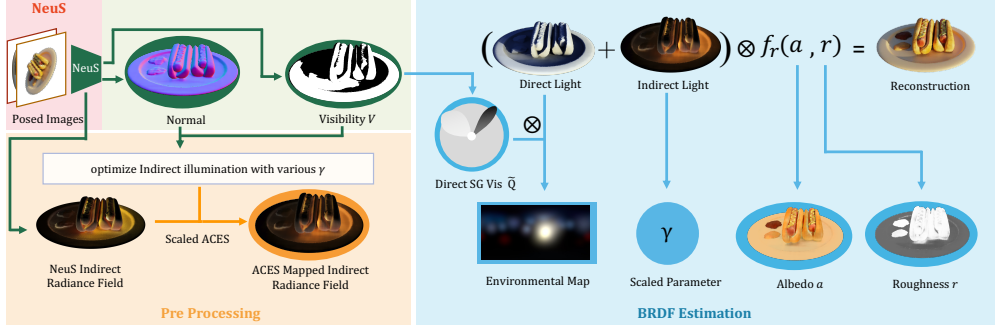 NeuS
NeuS
Posed Images
Normal
Visibility V
optimize Indirect illumination with various γ
Scaled ACES
NeuS Indirect
Radiance Field
ACES Mapped Indirect
Radiance Field
Pre Processing
( + ) ⊗ fr(a , r) =
Direct Light
Indirect Light
Reconstruction
⊗
Direct SG Vis Q̃
γ
Environmental Map
Scaled Parameter
Albedo a
Roughness r
BRDF Estimation